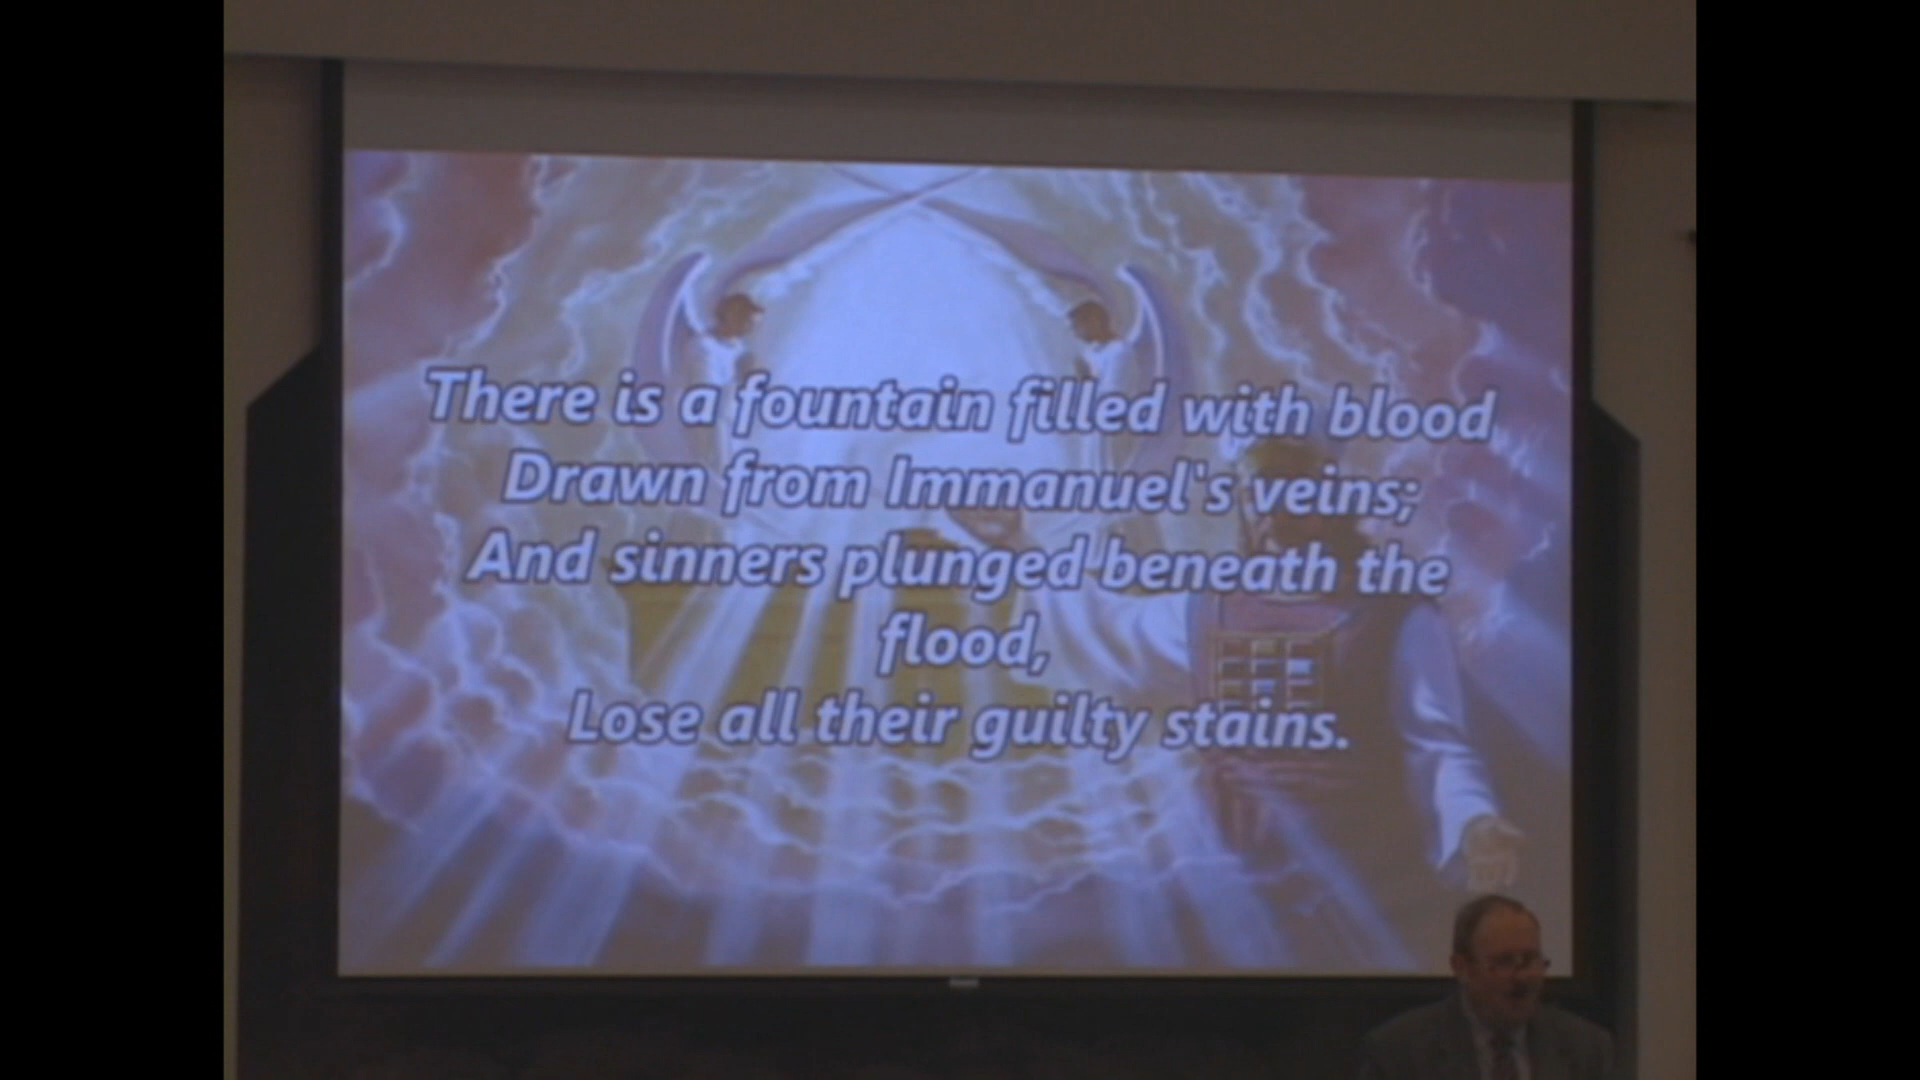 There is a fountain filled with blood
Drawn from Immanuel's veins;
And sinners plunged beneath the
flood,
Lose all their guilty stains.